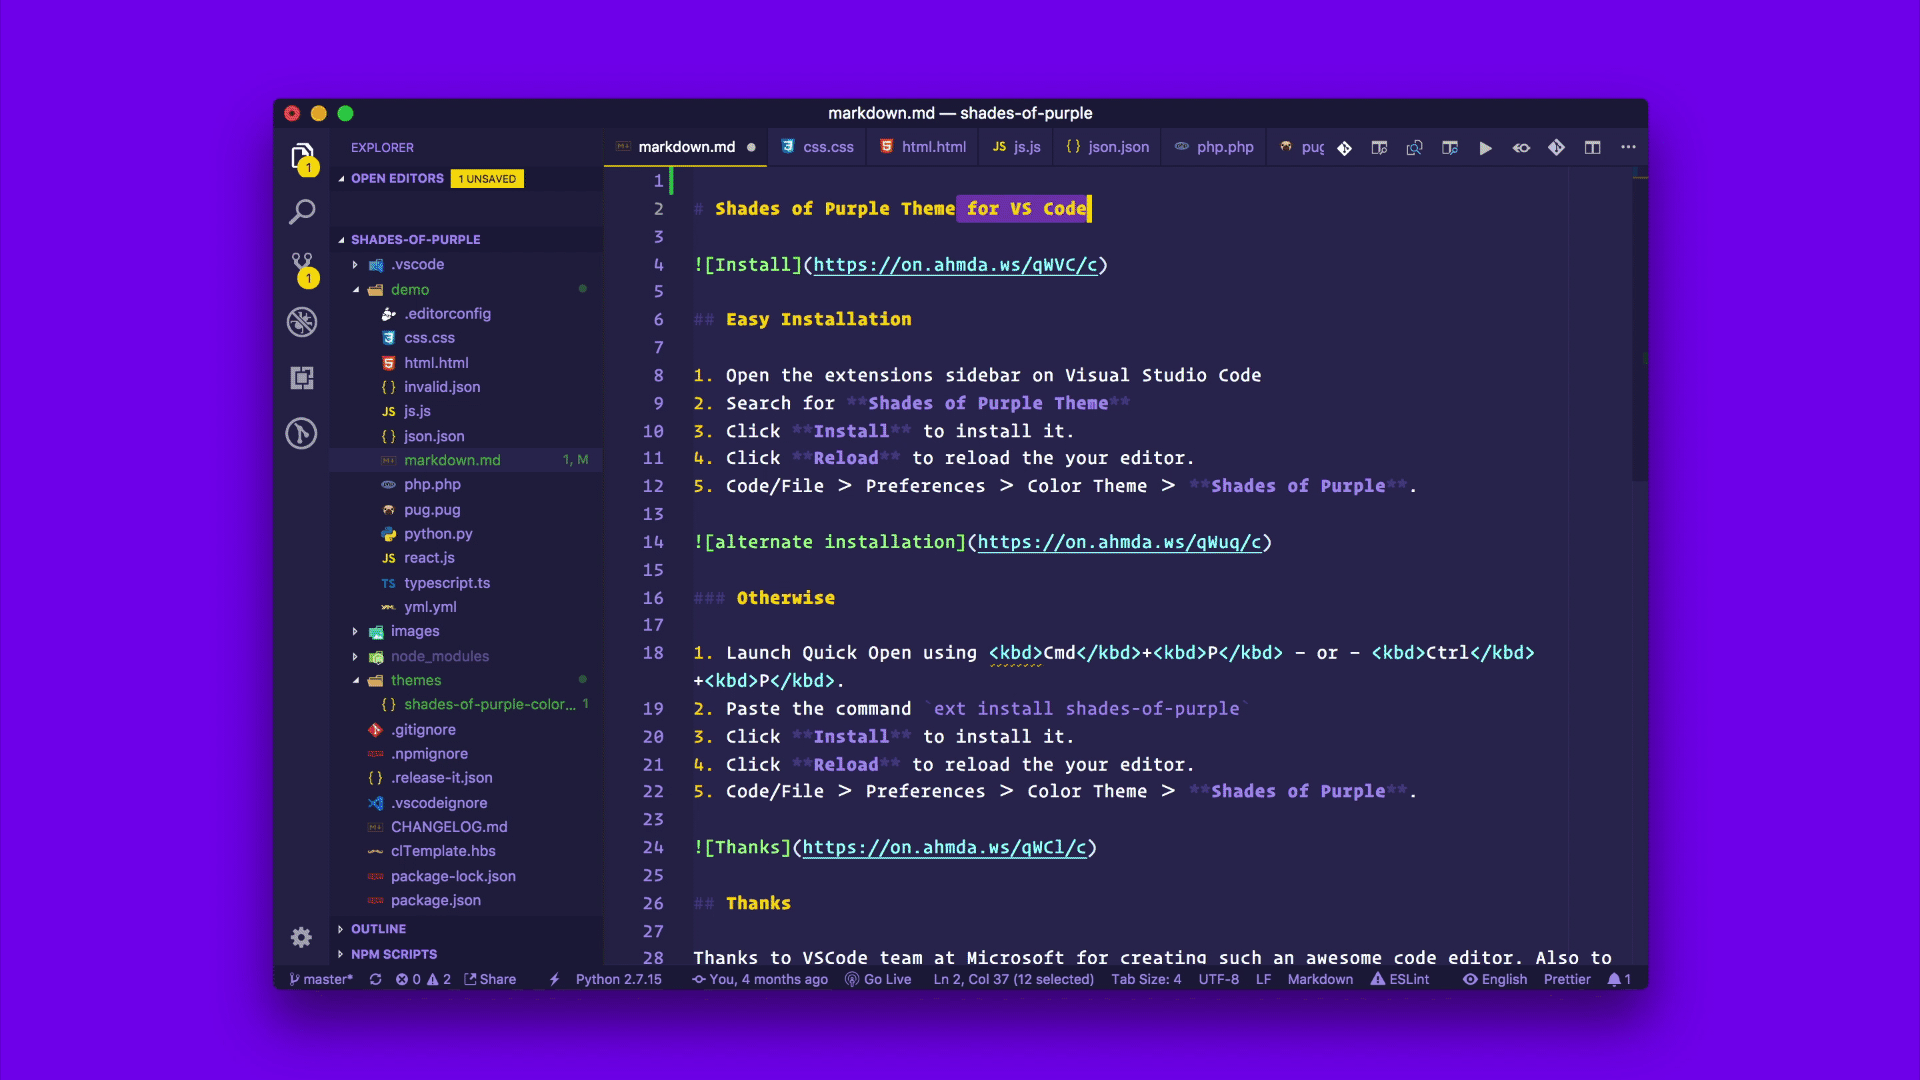 markdown.md — shades-of-purple
EXPLORER
OPEN EDITORS 1 UNSAVED
SHADES-OF-PURPLE
.vscode
demo
.editorconfig
css.css
html.html
{ } invalid.json
JS js.js
{ } json.json
markdown.md 1, M
php.php
pug.pug
python.py
JS react.js
TS typescript.ts
yml.yml
images
node_modules
themes
{ } shades-of-purple-color... 1
.gitignore
.npmignore
{ } .release-it.json
.vscodeignore
CHANGELOG.md
clTemplate.hbs
package-lock.json
package.json
OUTLINE
NPM SCRIPTS
1
1
markdown.md css.css html.html JS js.js { } json.json php.php pug
1
2 # Shades of Purple Theme for VS Code
3
4 ![Install](https://on.ahmda.ws/qWVC/c)
5
6 ## Easy Installation
7
8 1. Open the extensions sidebar on Visual Studio Code
9 2. Search for **Shades of Purple Theme**
10 3. Click **Install** to install it.
11 4. Click **Reload** to reload the your editor.
12 5. Code/File > Preferences > Color Theme > **Shades of Purple**.
13
14 ![alternate installation](https://on.ahmda.ws/qWuq/c)
15
16 ### Otherwise
17
18 1. Launch Quick Open using <kbd>Cmd</kbd>+<kbd>P</kbd> - or - <kbd>Ctrl</kbd>
+<kbd>P</kbd>.
19 2. Paste the command `ext install shades-of-purple`
20 3. Click **Install** to install it.
21 4. Click **Reload** to reload the your editor.
22 5. Code/File > Preferences > Color Theme > **Shades of Purple**.
23
24 ![Thanks](https://on.ahmda.ws/qWCl/c)
25
26 ## Thanks
27
28 Thanks to VSCode team at Microsoft for creating such an awesome code editor. Also to
master* 0 2 Share Python 2.7.15 You, 4 months ago Go Live Ln 2, Col 37 (12 selected) Tab Size: 4 UTF-8 LF Markdown ESLint English Prettier 1